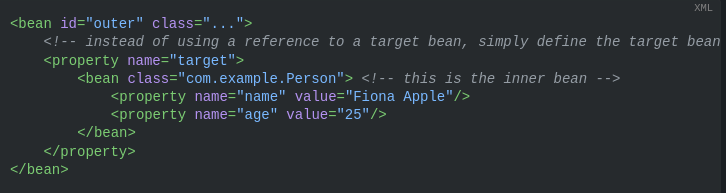 XML
<bean id="outer" class="...">
    <!-- instead of using a reference to a target bean, simply define the target bean
    <property name="target">
        <bean class="com.example.Person"> <!-- this is the inner bean -->
            <property name="name" value="Fiona Apple"/>
            <property name="age" value="25"/>
        </bean>
    </property>
</bean>